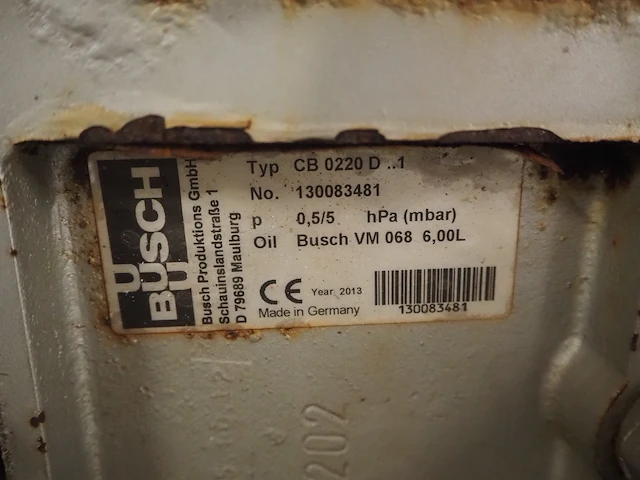 BUSCH
Busch Produktions GmbH
Schauinslandstraße 1
D 79689 Maulburg
Typ CB 0220 D ..1
No. 130083481
p 0,5/5 hPa (mbar)
Oil Busch VM 068 6,00L
CE Year 2013
Made in Germany
130083481
202